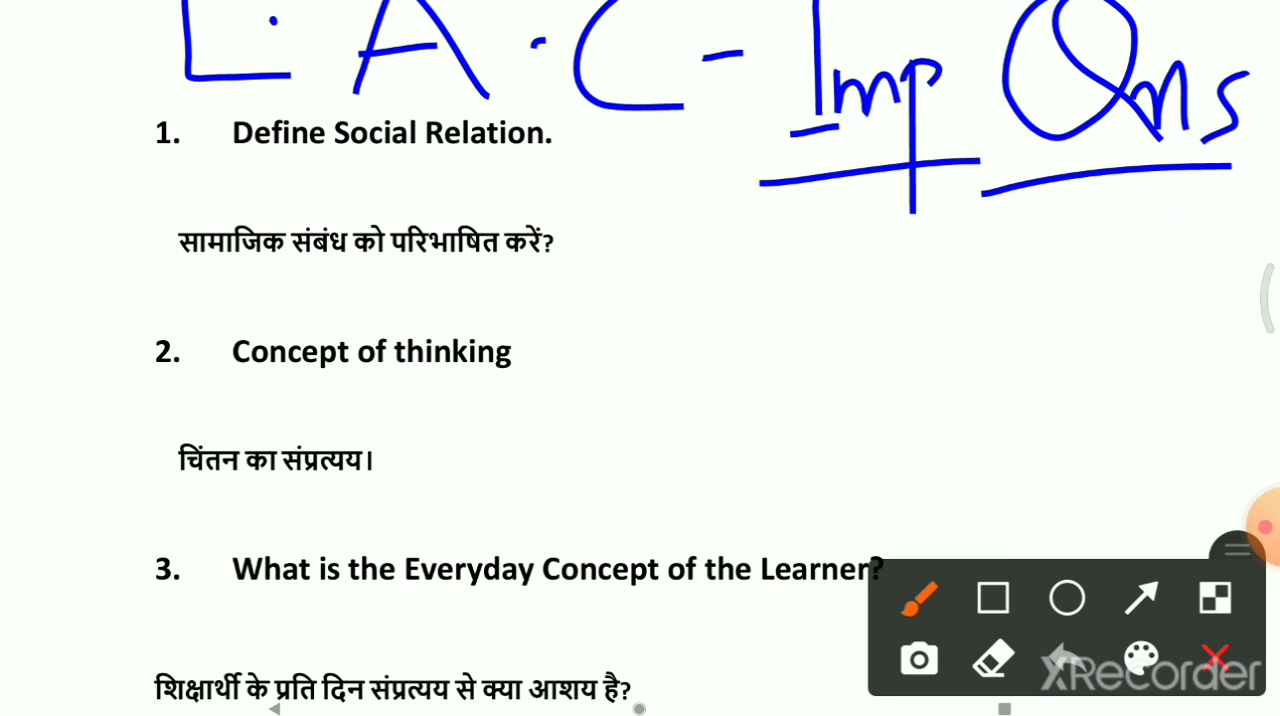 L. A. C - Imp Qns
1. Define Social Relation.
सामाजिक संबंध को परिभाषित करें?
2. Concept of thinking
चिंतन का संप्रत्यय।
3. What is the Everyday Concept of the Learner?
शिक्षार्थी के प्रति दिन संप्रत्यय से क्या आशय है?
XRecorder